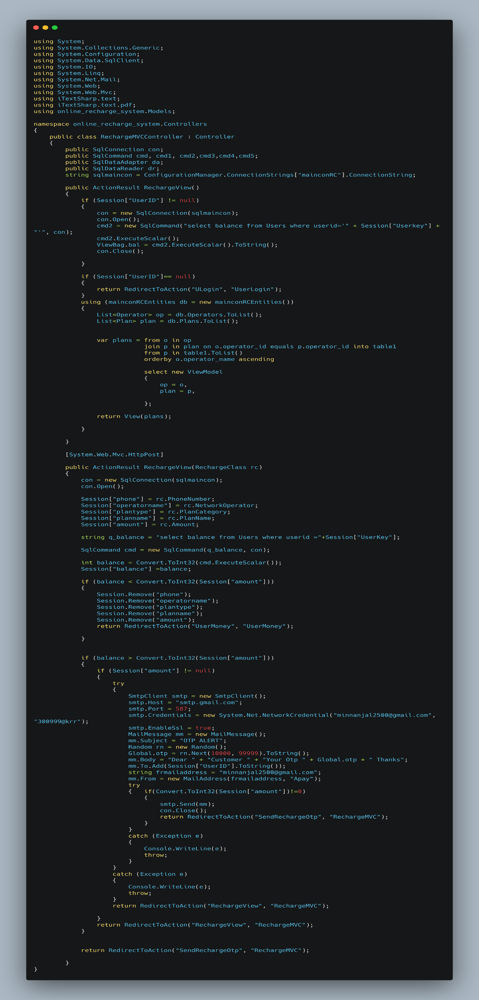 using System;
using System.Collections.Generic;
using System.Configuration;
using System.Data.SqlClient;
using System.IO;
using System.Linq;
using System.Net.Mail;
using System.Web;
using System.Web.Mvc;
using iTextSharp.text;
using iTextSharp.text.pdf;
using online_recharge_system.Models;

namespace online_recharge_system.Controllers
{
    public class RechargeMVCController : Controller
    {
        public SqlConnection con;
        public SqlCommand cmd, cmd1, cmd2,cmd3,cmd4,cmd5;
        public SqlDataAdapter da;
        public SqlDataReader dr;
        string sqlmaincon = ConfigurationManager.ConnectionStrings["mainconRC"].ConnectionString;

        public ActionResult RechargeView()
        {
            if (Session["UserID"] != null)
            {
                con = new SqlConnection(sqlmaincon);
                con.Open();
                cmd2 = new SqlCommand("select balance from Users where userid='" + Session["Userkey"] +
"'", con);
                cmd2.ExecuteScalar();
                ViewBag.bal = cmd2.ExecuteScalar().ToString();
                con.Close();

            }

            if (Session["UserID"]== null)
            {
                return RedirectToAction("ULogin", "UserLogin");
            }
            using (mainconRCEntities db = new mainconRCEntities())
            {
                List<Operator> op = db.Operators.ToList();
                List<Plan> plan = db.Plans.ToList();


                var plans = from o in op
                            join p in plan on o.operator_id equals p.operator_id into table1
                            from p in table1.ToList()
                            orderby o.operator_name ascending

                            select new ViewModel
                            {
                                op = o,
                                plan = p,

                            };

                return View(plans);

            }

        }

        [System.Web.Mvc.HttpPost]

        public ActionResult RechargeView(RechargeClass rc)
        {
            con = new SqlConnection(sqlmaincon);
            con.Open();

            Session["phone"] = rc.PhoneNumber;
            Session["operatorname"] = rc.NetworkOperator;
            Session["plantype"] = rc.PlanCategory;
            Session["planname"] = rc.PlanName;
            Session["amount"] = rc.Amount;

            string q_balance = "select balance from Users where userid ="+Session["UserKey"];

            SqlCommand cmd = new SqlCommand(q_balance, con);

            int balance = Convert.ToInt32(cmd.ExecuteScalar());
            Session["balance"] =balance;

            if (balance < Convert.ToInt32(Session["amount"]))
            {
                Session.Remove("phone");
                Session.Remove("operatorname");
                Session.Remove("plantype");
                Session.Remove("planname");
                Session.Remove("amount");
                return RedirectToAction("UserMoney", "UserMoney");

            }


            if (balance > Convert.ToInt32(Session["amount"]))
            {
                if (Session["amount"] != null)
                {
                    try
                    {
                        SmtpClient smtp = new SmtpClient();
                        smtp.Host = "smtp.gmail.com";
                        smtp.Port = 587;
                        smtp.Credentials = new System.Net.NetworkCredential("minnanjal2500@gmail.com",
"300999@krr");
                        smtp.EnableSsl = true;
                        MailMessage mm = new MailMessage();
                        mm.Subject = "OTP ALERT";
                        Random rn = new Random();
                        Global.otp = rn.Next(10000, 99999).ToString();
                        mm.Body = "Dear " + "Customer " + "Your Otp " + Global.otp + " Thanks";
                        mm.To.Add(Session["UserID"].ToString());
                        string frmailaddress = "minnanjal2500@gmail.com";
                        mm.From = new MailAddress(frmailaddress, "Apay");
                        try
                        {   if(Convert.ToInt32(Session["amount"])!=0)
                            {
                                smtp.Send(mm);
                                con.Close();
                                return RedirectToAction("SendRechargeOtp", "RechargeMVC");
                            }
                        }
                        catch (Exception e)
                        {
                            Console.WriteLine(e);
                            throw;
                        }
                    }
                    catch (Exception e)
                    {
                        Console.WriteLine(e);
                        throw;
                    }
                    return RedirectToAction("RechargeView", "RechargeMVC");

                }
                return RedirectToAction("RechargeView", "RechargeMVC");
            }


            return RedirectToAction("SendRechargeOtp", "RechargeMVC");

        }
}